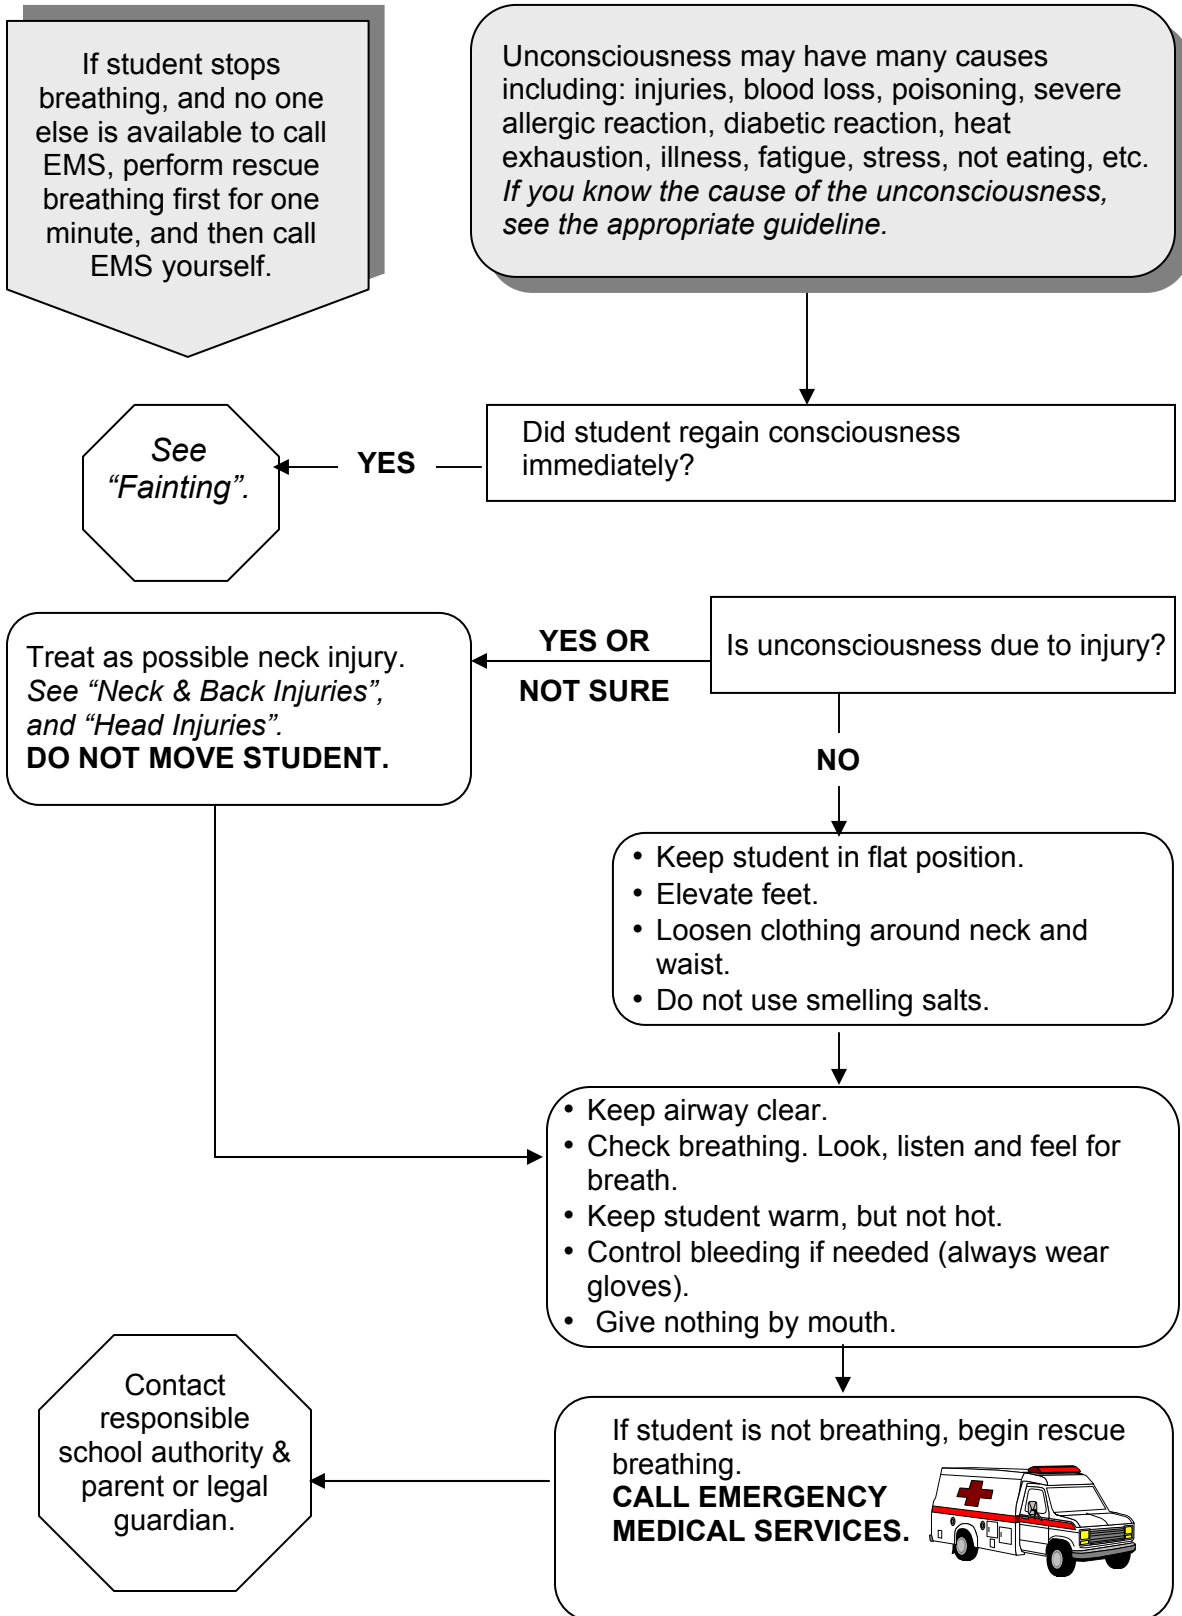 If student stops
breathing, and no one
else is available to call
EMS, perform rescue
breathing first for one
minute, and then call
EMS yourself.
Unconsciousness may have many causes
including: injuries, blood loss, poisoning, severe
allergic reaction, diabetic reaction, heat
exhaustion, illness, fatigue, stress, not eating, etc.
If you know the cause of the unconsciousness,
see the appropriate guideline.
Did student regain consciousness
immediately?
YES
See
“Fainting”.
Is unconsciousness due to injury?
YES OR
NOT SURE
Treat as possible neck injury.
See “Neck & Back Injuries”,
and “Head Injuries”.
DO NOT MOVE STUDENT.
NO
• Keep student in flat position.
• Elevate feet.
• Loosen clothing around neck and
waist.
• Do not use smelling salts.
• Keep airway clear.
• Check breathing. Look, listen and feel for
breath.
• Keep student warm, but not hot.
• Control bleeding if needed (always wear
gloves).
• Give nothing by mouth.
If student is not breathing, begin rescue
breathing.
CALL EMERGENCY
MEDICAL SERVICES.
Contact
responsible
school authority &
parent or legal
guardian.